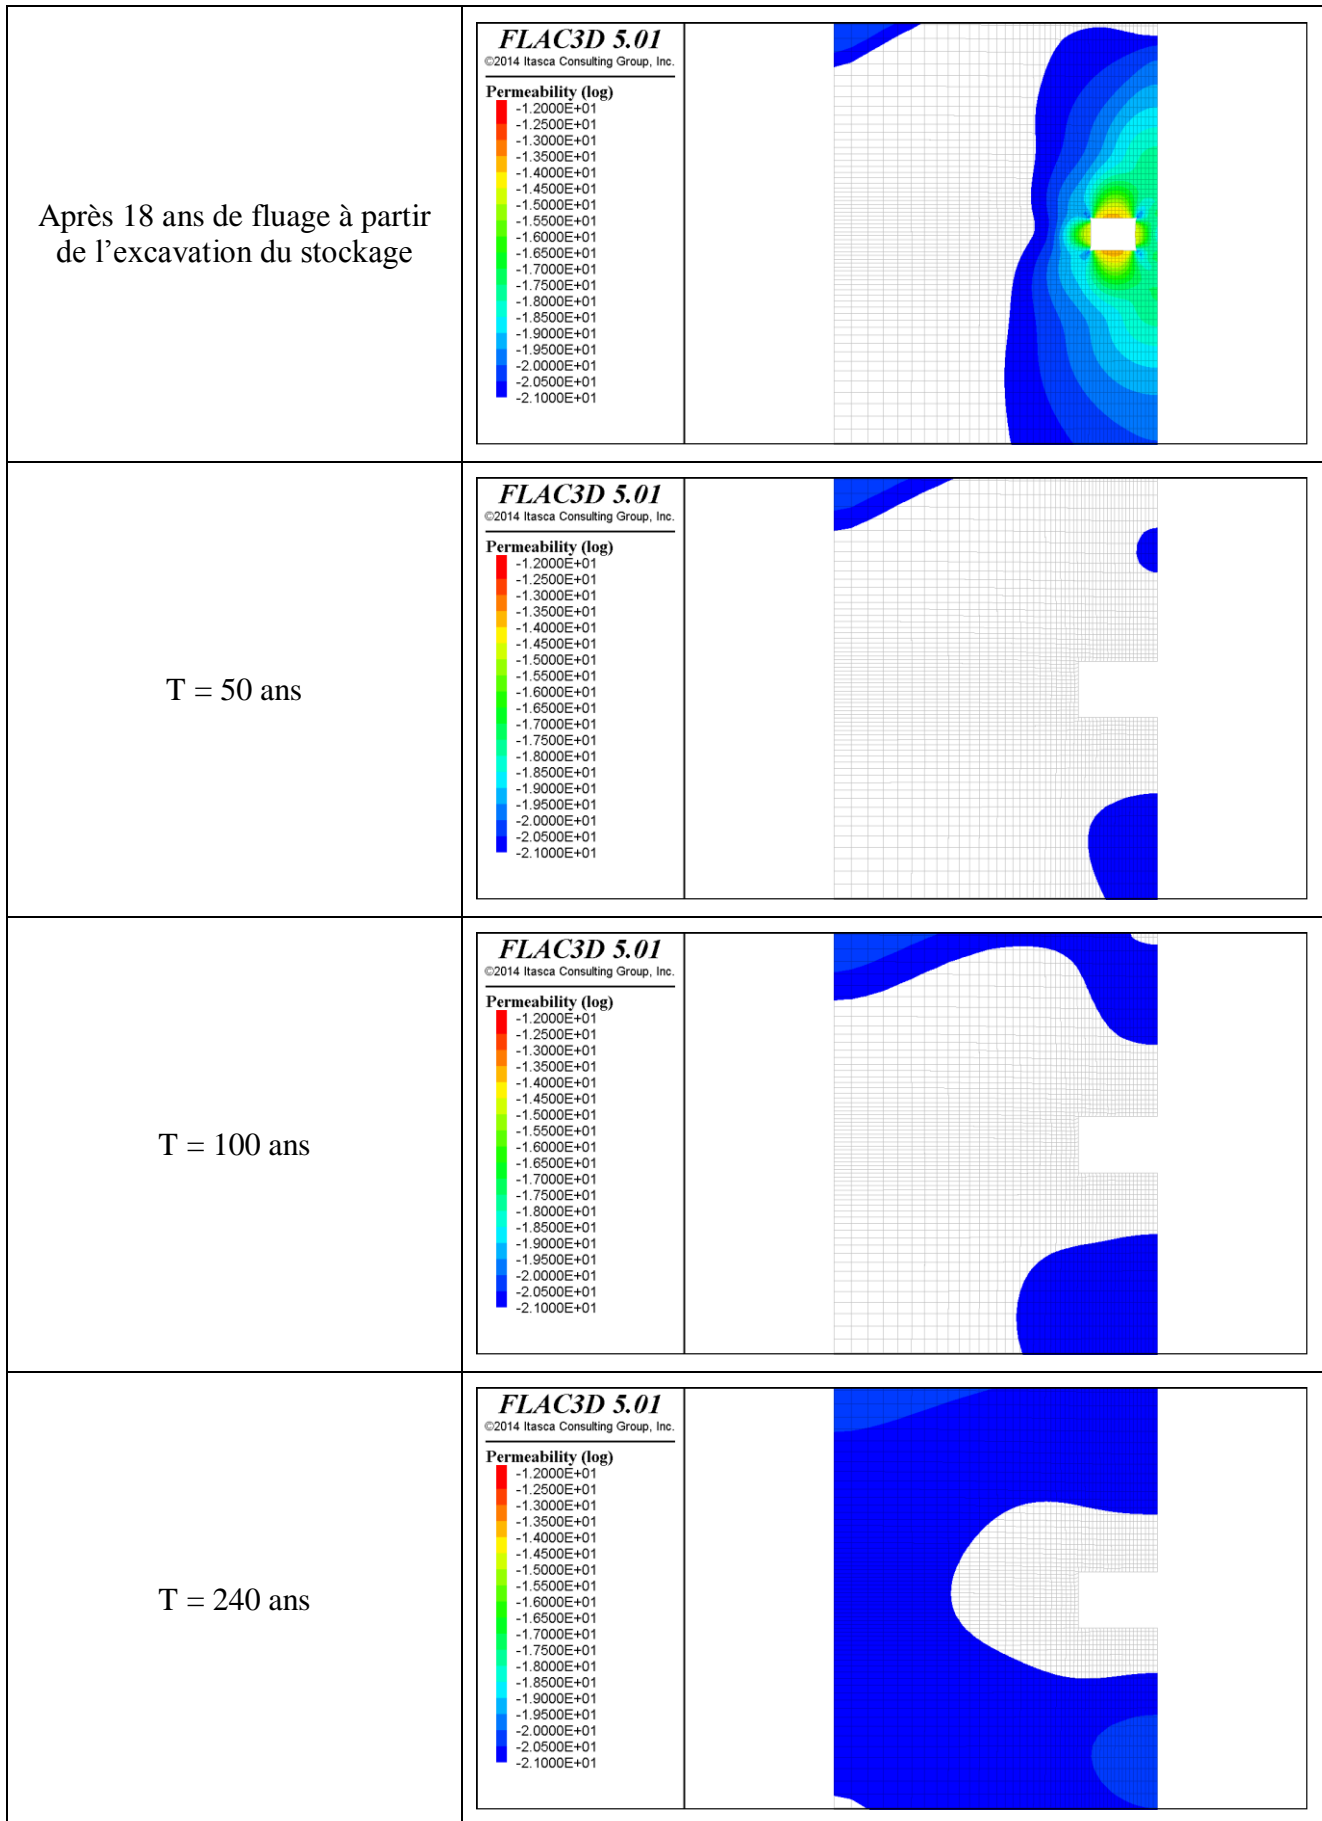 Après 18 ans de fluage à partir
de l’excavation du stockage
FLAC3D 5.01
©2014 Itasca Consulting Group, Inc.
Permeability (log)
-1.2000E+01
-1.2500E+01
-1.3000E+01
-1.3500E+01
-1.4000E+01
-1.4500E+01
-1.5000E+01
-1.5500E+01
-1.6000E+01
-1.6500E+01
-1.7000E+01
-1.7500E+01
-1.8000E+01
-1.8500E+01
-1.9000E+01
-1.9500E+01
-2.0000E+01
-2.0500E+01
-2.1000E+01
T = 50 ans
FLAC3D 5.01
©2014 Itasca Consulting Group, Inc.
Permeability (log)
-1.2000E+01
-1.2500E+01
-1.3000E+01
-1.3500E+01
-1.4000E+01
-1.4500E+01
-1.5000E+01
-1.5500E+01
-1.6000E+01
-1.6500E+01
-1.7000E+01
-1.7500E+01
-1.8000E+01
-1.8500E+01
-1.9000E+01
-1.9500E+01
-2.0000E+01
-2.0500E+01
-2.1000E+01
T = 100 ans
FLAC3D 5.01
©2014 Itasca Consulting Group, Inc.
Permeability (log)
-1.2000E+01
-1.2500E+01
-1.3000E+01
-1.3500E+01
-1.4000E+01
-1.4500E+01
-1.5000E+01
-1.5500E+01
-1.6000E+01
-1.6500E+01
-1.7000E+01
-1.7500E+01
-1.8000E+01
-1.8500E+01
-1.9000E+01
-1.9500E+01
-2.0000E+01
-2.0500E+01
-2.1000E+01
T = 240 ans
FLAC3D 5.01
©2014 Itasca Consulting Group, Inc.
Permeability (log)
-1.2000E+01
-1.2500E+01
-1.3000E+01
-1.3500E+01
-1.4000E+01
-1.4500E+01
-1.5000E+01
-1.5500E+01
-1.6000E+01
-1.6500E+01
-1.7000E+01
-1.7500E+01
-1.8000E+01
-1.8500E+01
-1.9000E+01
-1.9500E+01
-2.0000E+01
-2.0500E+01
-2.1000E+01